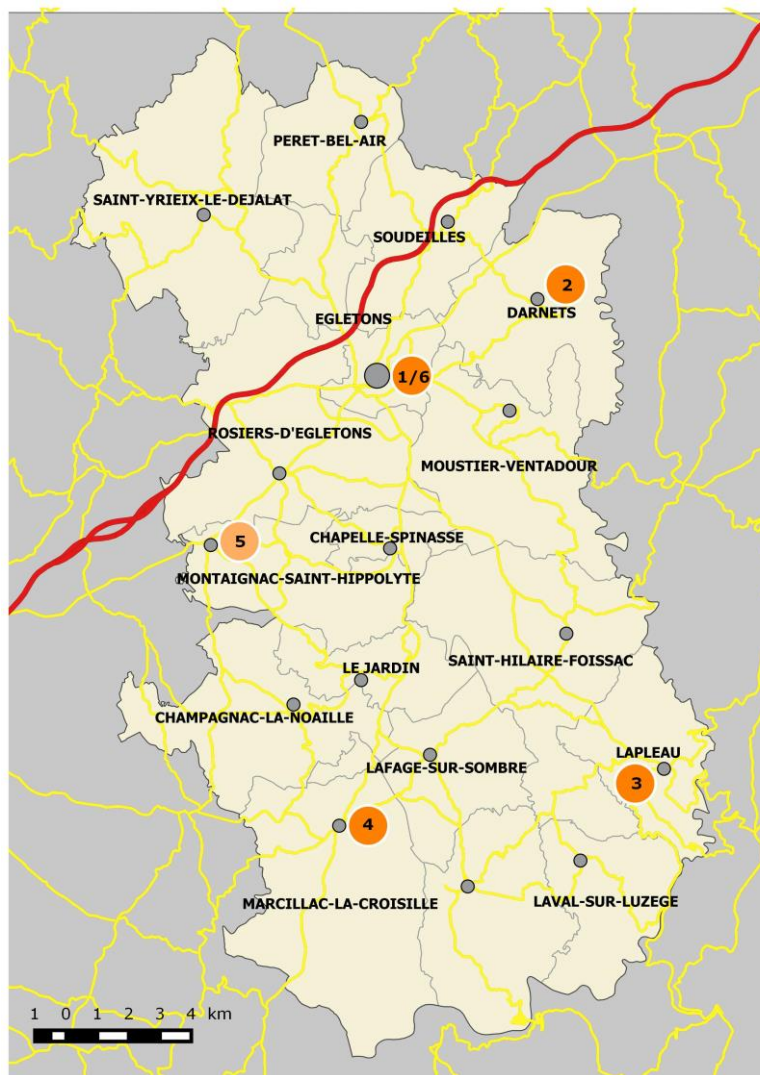 PERET-BEL-AIR
SAINT-YRIEIX-LE-DEJALAT
SOUDEILLES
2
DARNETS
EGLETONS
1/6
ROSIERS-D'EGLETONS
MOUSTIER-VENTADOUR
5
CHAPELLE-SPINASSE
MONTAIGNAC-SAINT-HIPPOLYTE
LE JARDIN
SAINT-HILAIRE-FOISSAC
CHAMPAGNAC-LA-NOAILLE
LAPLEAU
LAFAGE-SUR-SOMBRE
3
4
MARCILLAC-LA-CROISILLE
LAVAL-SUR-LUZEGE
1 0 1 2 3 4 km